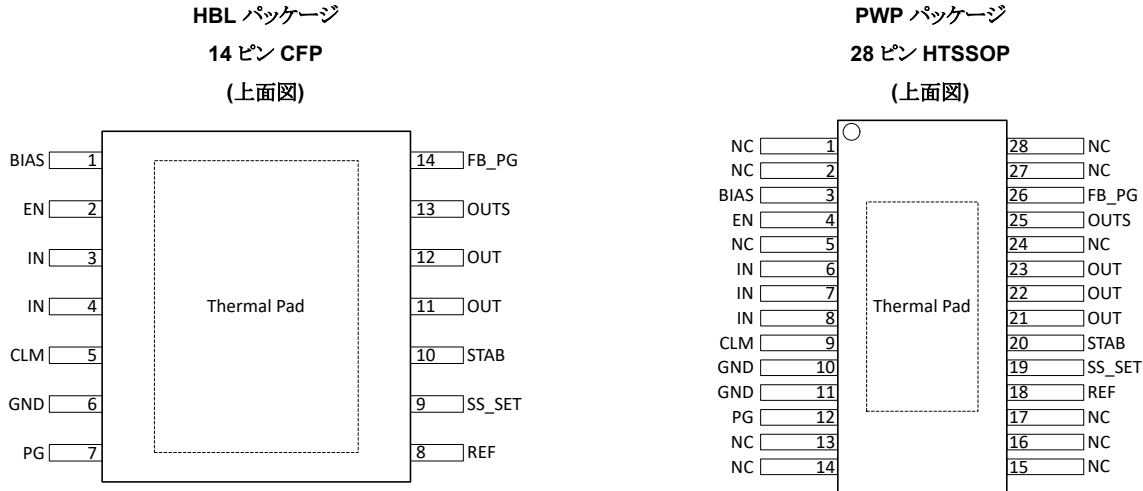 HBL パッケージ
14 ピン CFP
(上面図)
BIAS 1
EN 2
IN 3
IN 4
CLM 5
GND 6
PG 7
Thermal Pad
14 FB_PG
13 OUTS
12 OUT
11 OUT
10 STAB
9 SS_SET
8 REF
PWP パッケージ
28 ピン HTSSOP
(上面図)
NC 1
NC 2
BIAS 3
EN 4
NC 5
IN 6
IN 7
IN 8
CLM 9
GND 10
GND 11
PG 12
NC 13
NC 14
Thermal Pad
28 NC
27 NC
26 FB_PG
25 OUTS
24 NC
23 OUT
22 OUT
21 OUT
20 STAB
19 SS_SET
18 REF
17 NC
16 NC
15 NC